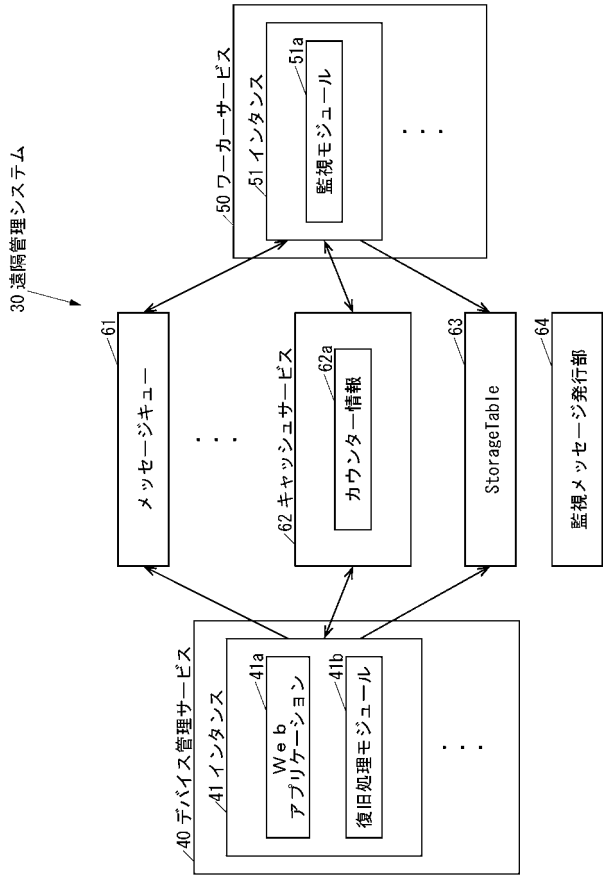 30 遠隔管理システム
40 デバイス管理サービス
41 インタンス
41a
Ｗｅｂ
アプリケーション
41b
復旧処理モジュール
・・・
61
メッセージキュー
・・・
62 キャッシュサービス
62a
カウンター情報
63
StorageTable
64
監視メッセージ発行部
50 ワーカーサービス
51 インタンス
51a
監視モジュール
・・・